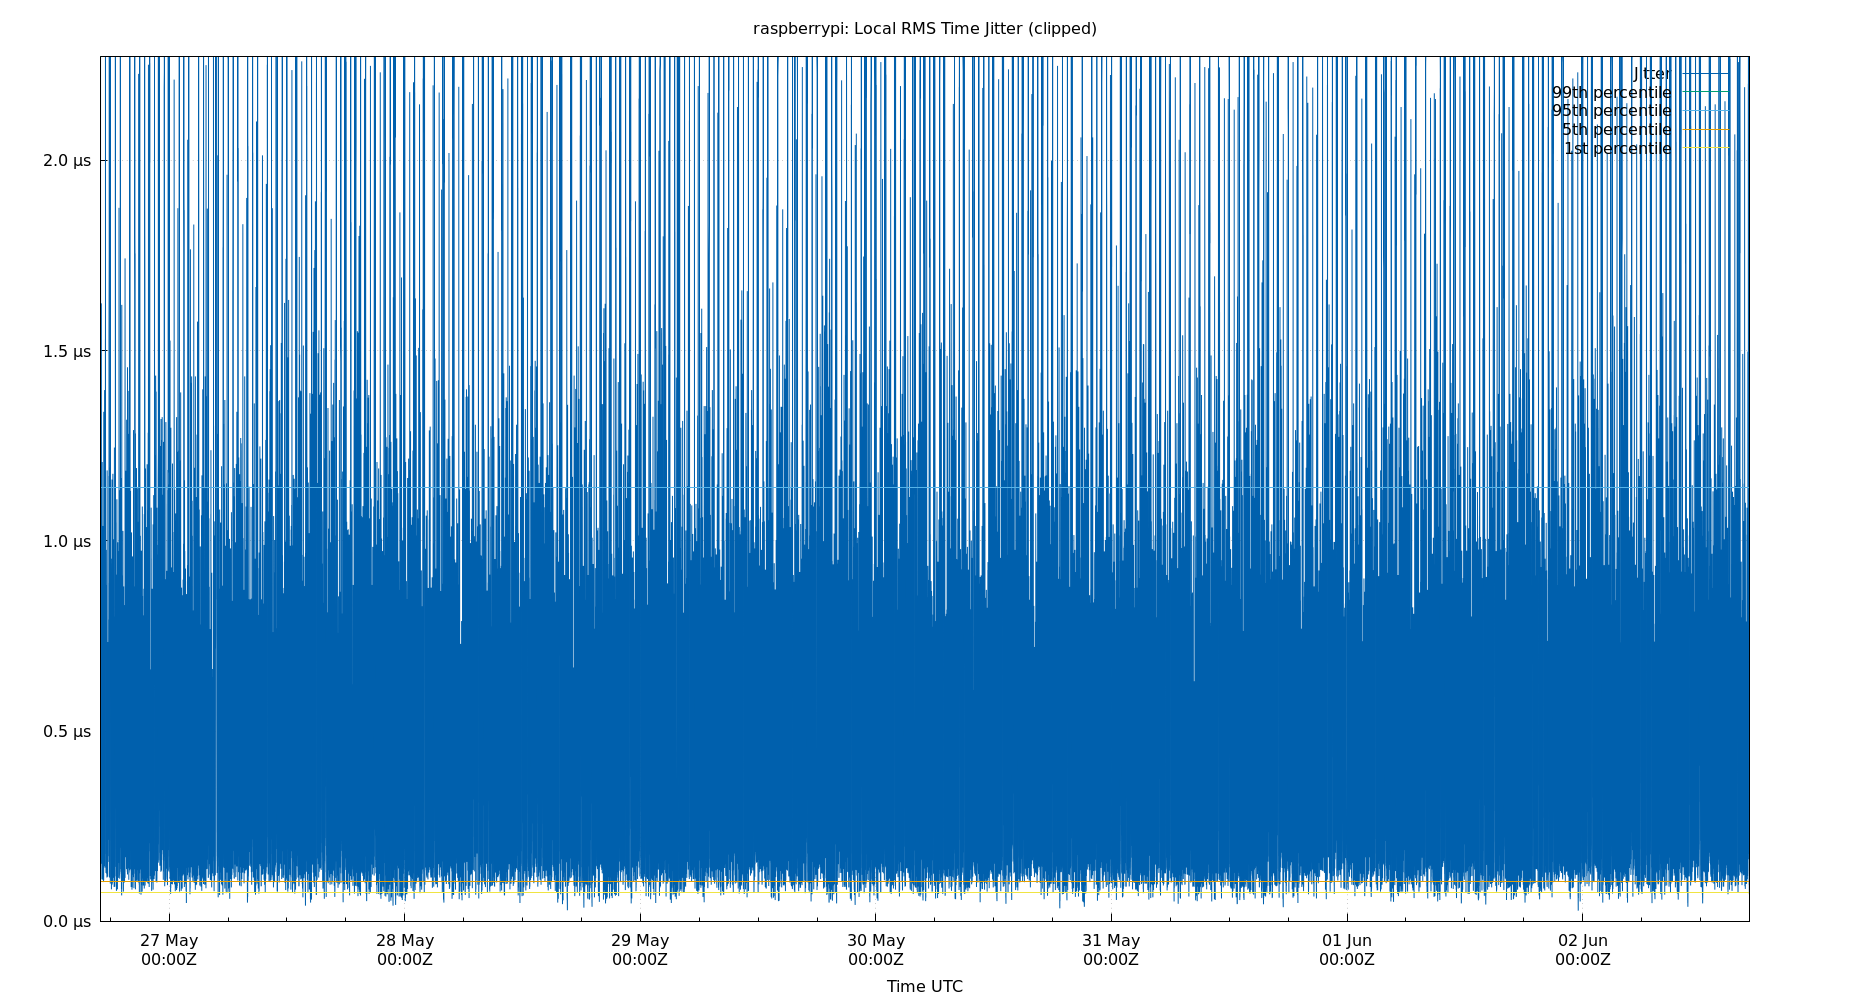 raspberrypi: Local RMS Time Jitter (clipped)
Jitter
99th percentile
95th percentile
5th percentile
1st percentile
2.0 µs
1.5 µs
1.0 µs
0.5 µs
0.0 µs
27 May 28 May 29 May 30 May 31 May 01 Jun 02 Jun
00:00Z 00:00Z 00:00Z 00:00Z 00:00Z 00:00Z 00:00Z
Time UTC